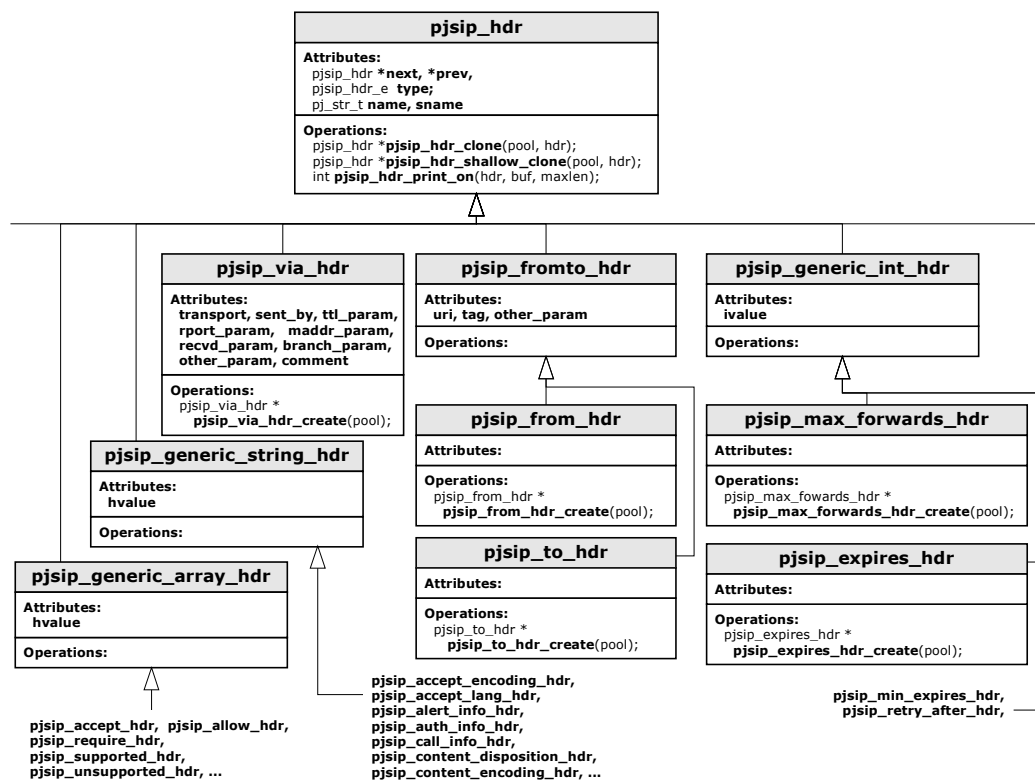 pjsip_hdr
Attributes:
pjsip_hdr *next, *prev,
pjsip_hdr_e type;
pj_str_t name, sname
Operations:
pjsip_hdr *pjsip_hdr_clone(pool, hdr);
pjsip_hdr *pjsip_hdr_shallow_clone(pool, hdr);
int pjsip_hdr_print_on(hdr, buf, maxlen);
pjsip_via_hdr
Attributes:
transport, sent_by, ttl_param,
rport_param, maddr_param,
recvd_param, branch_param,
other_param, comment
Operations:
pjsip_via_hdr *
pjsip_via_hdr_create(pool);
pjsip_fromto_hdr
Attributes:
uri, tag, other_param
Operations:
pjsip_generic_int_hdr
Attributes:
ivalue
Operations:
pjsip_from_hdr
Attributes:
Operations:
pjsip_from_hdr *
pjsip_from_hdr_create(pool);
pjsip_max_forwards_hdr
Attributes:
Operations:
pjsip_max_fowards_hdr *
pjsip_max_forwards_hdr_create(pool);
pjsip_generic_string_hdr
Attributes:
hvalue
Operations:
pjsip_to_hdr
Attributes:
Operations:
pjsip_to_hdr *
pjsip_to_hdr_create(pool);
pjsip_expires_hdr
Attributes:
Operations:
pjsip_expires_hdr *
pjsip_expires_hdr_create(pool);
pjsip_generic_array_hdr
Attributes:
hvalue
Operations:
pjsip_accept_hdr, pjsip_allow_hdr,
pjsip_require_hdr,
pjsip_supported_hdr,
pjsip_unsupported_hdr, ...
pjsip_accept_encoding_hdr,
pjsip_accept_lang_hdr,
pjsip_alert_info_hdr,
pjsip_auth_info_hdr,
pjsip_call_info_hdr,
pjsip_content_disposition_hdr,
pjsip_content_encoding_hdr, ...
pjsip_min_expires_hdr,
pjsip_retry_after_hdr,